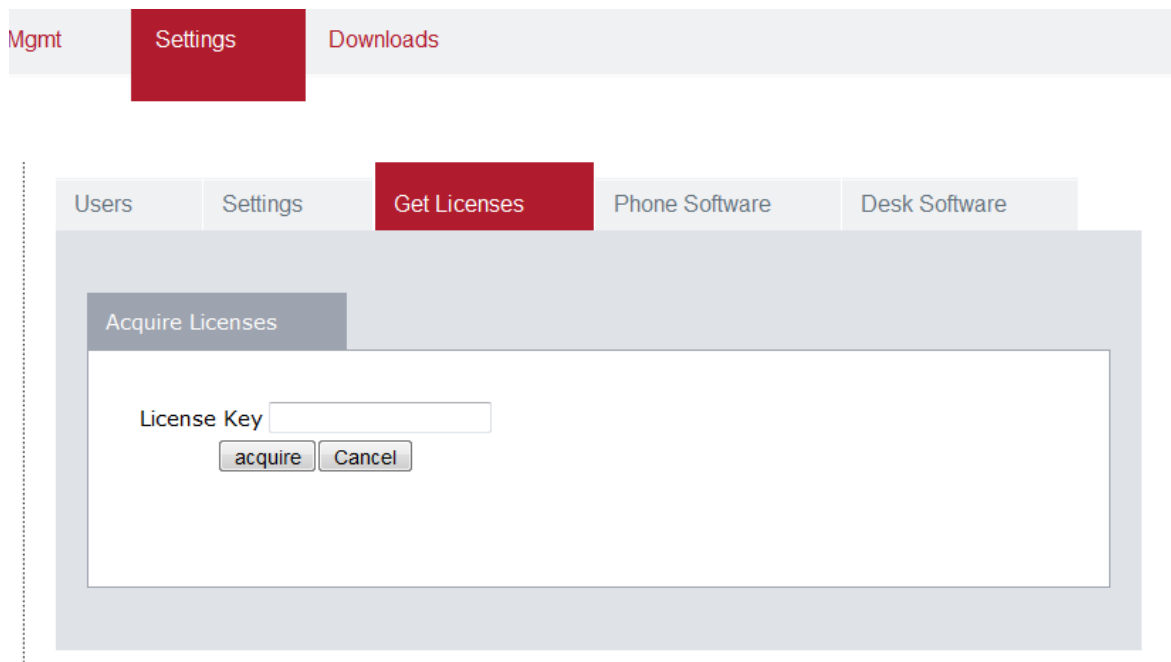 Mgmt Settings Downloads
Users Settings Get Licenses Phone Software Desk Software
Acquire Licenses
License Key
acquire Cancel